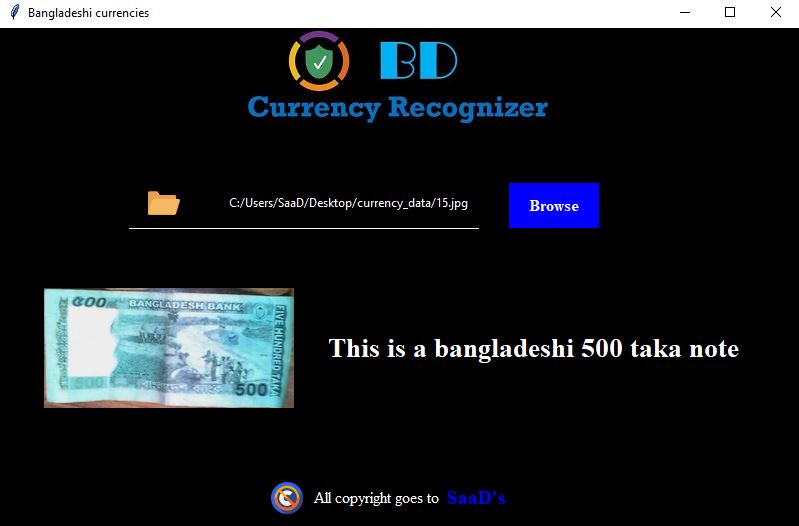 Bangladeshi currencies
BD
Currency Recognizer
C:/Users/SaaD/Desktop/currency_data/15.jpg
Browse
৫00
BANGLADESH BANK
FIVE HUNDRED TAKA
500
বাংলাদেশ ব্যাংক
500
This is a bangladeshi 500 taka note
All copyright goes to SaaD's